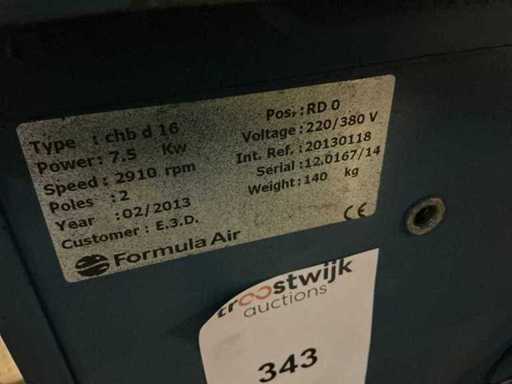 Type : chb d 16
Power: 7.5 Kw
Speed: 2910 rpm
Poles : 2
Year : 02/2013
Customer : E.3.D.
Pos.: RD 0
Voltage: 220/380 V
Int. Ref.: 20130118
Serial: 12.0167/14
Weight: 140 kg
Formula Air
CE
troostwijk
auctions
343